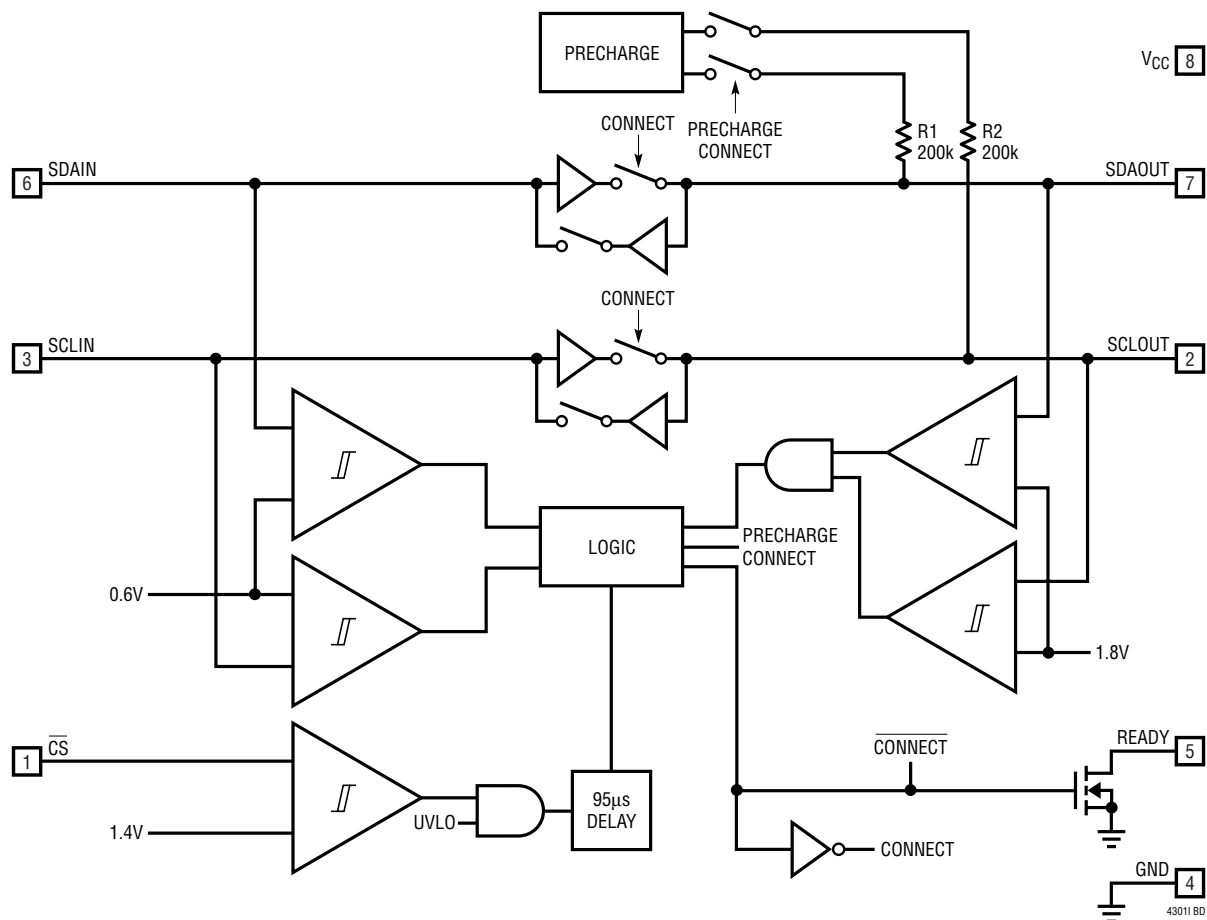 PRECHARGE
VCC
8
CONNECT
PRECHARGE
CONNECT
R1
200k
R2
200k
6
SDAIN
SDAOUT
7
CONNECT
3
SCLIN
SCLOUT
2
LOGIC
PRECHARGE
CONNECT
0.6V
1.8V
1
CS
CONNECT
READY
5
95µs
DELAY
UVLO
1.4V
CONNECT
GND
4
4301I BD